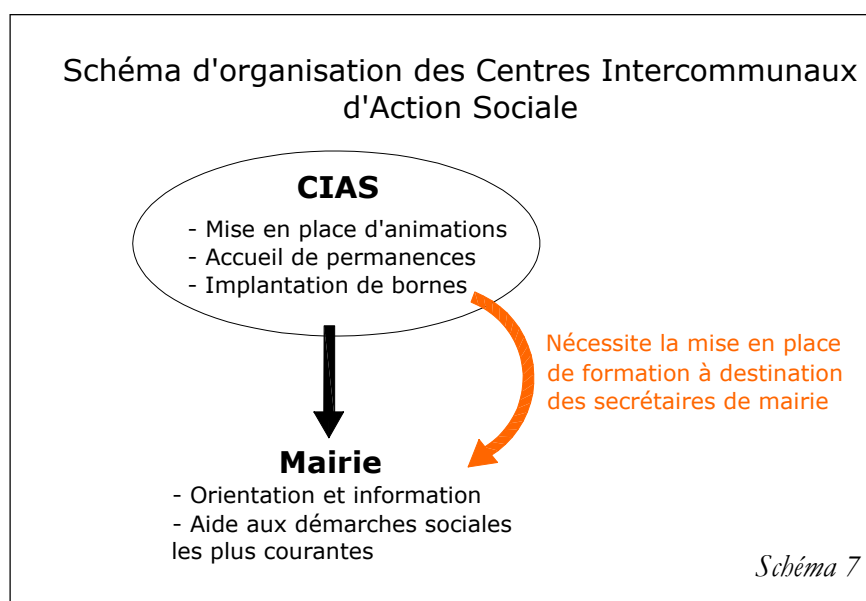 Schéma d'organisation des Centres Intercommunaux
d'Action Sociale
CIAS
- Mise en place d'animations
- Accueil de permanences
- Implantation de bornes
Nécessite la mise en place
de formation à destination
des secrétaires de mairie
Mairie
- Orientation et information
- Aide aux démarches sociales
les plus courantes
Schéma 7